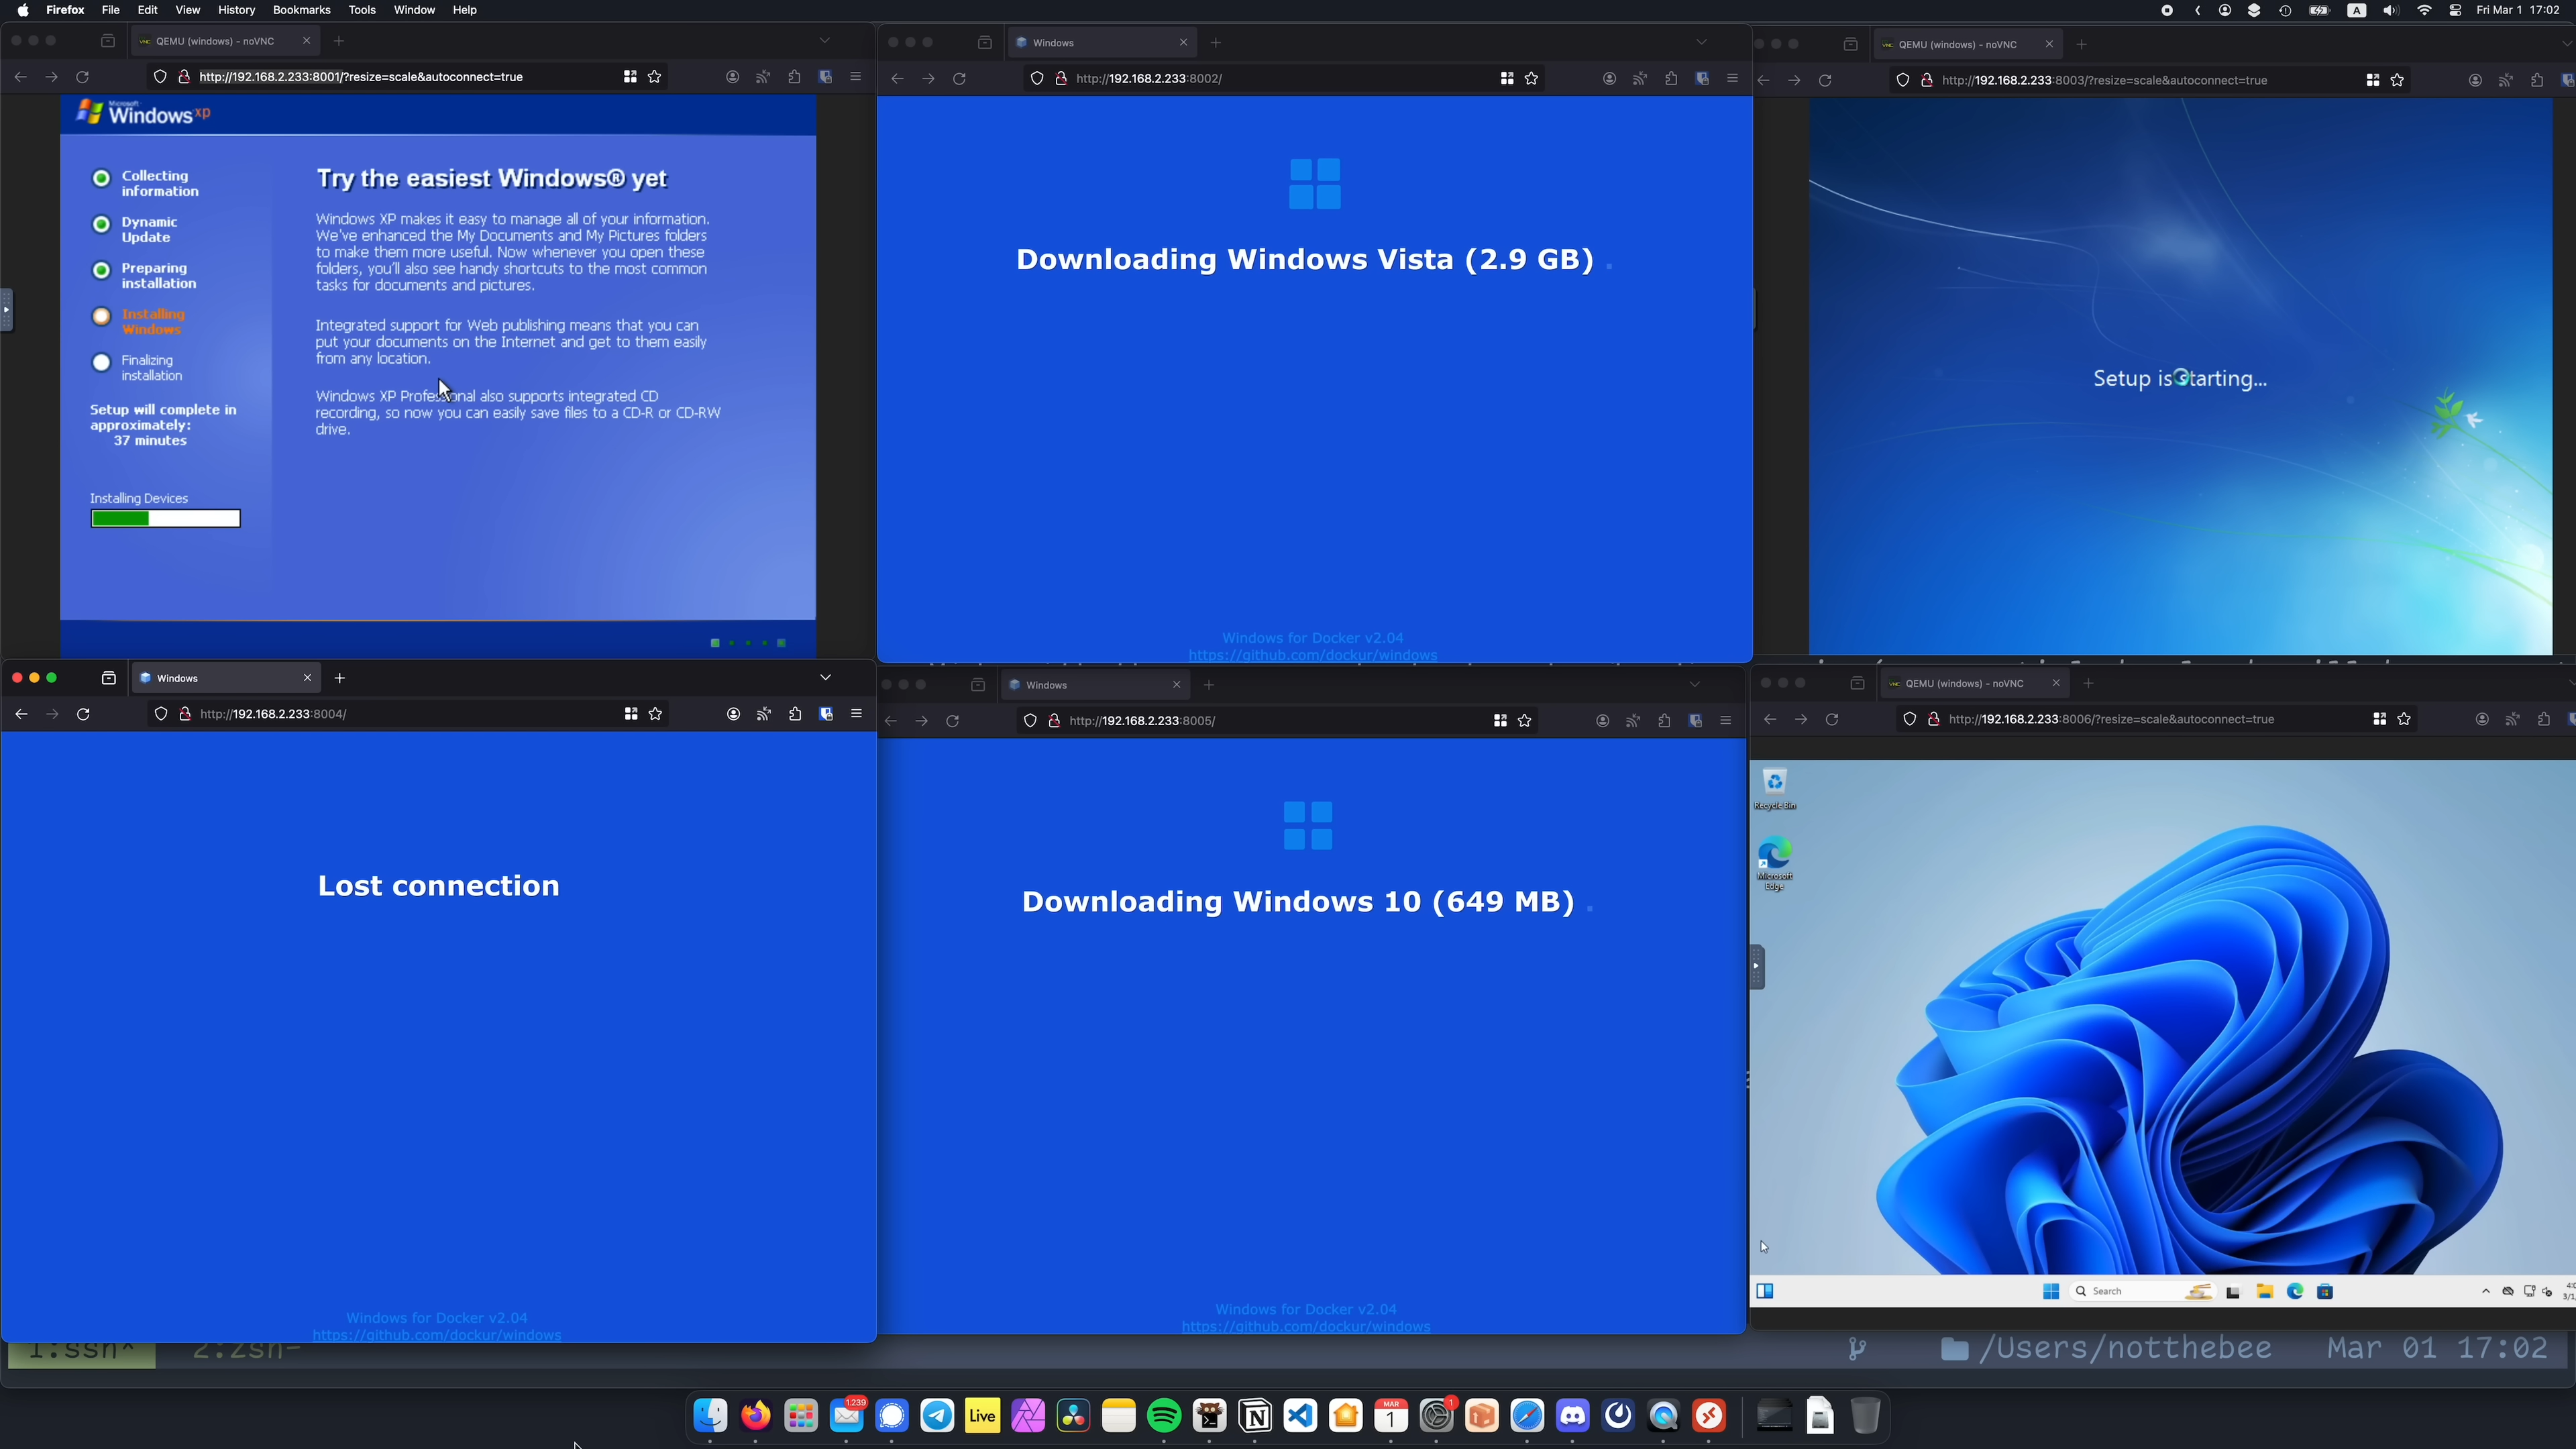 Firefox File Edit View History Bookmarks Tools Window Help
A
Fri Mar 1 17:02
QEMU (windows) - noVNC
http://192.168.2.233:8001/?resize=scale&autoconnect=true
Microsoft
Windows xp
Collecting
information
Dynamic
Update
Preparing
installation
Installing
Windows
Finalizing
installation
Setup will complete in
approximately:
37 minutes
Installing Devices
Try the easiest Windows® yet
Windows XP makes it easy to manage all of your information.
We've enhanced the My Documents and My Pictures folders
to make them more useful. Now whenever you open these
folders, you'll also see handy shortcuts to the most common
tasks for documents and pictures.
Integrated support for Web publishing means that you can
put your documents on the Internet and get to them easily
from any location.
Windows XP Professional also supports integrated CD
recording, so now you can easily save files to a CD-R or CD-RW
drive.
Windows
http://192.168.2.233:8002/
Downloading Windows Vista (2.9 GB) .
Windows for Docker v2.04
https://github.com/dockur/windows
QEMU (windows) - noVNC
http://192.168.2.233:8003/?resize=scale&autoconnect=true
Setup is starting...
Windows
http://192.168.2.233:8004/
Lost connection
Windows for Docker v2.04
https://github.com/dockur/windows
Windows
http://192.168.2.233:8005/
Downloading Windows 10 (649 MB) .
Windows for Docker v2.04
https://github.com/dockur/windows
QEMU (windows) - noVNC
http://192.168.2.233:8006/?resize=scale&autoconnect=true
Recycle Bin
Microsoft
Edge
Search
1:ssh* 2:zsh-
/Users/notthebee Mar 01 17:02
1,239
Live
MAR
1
1